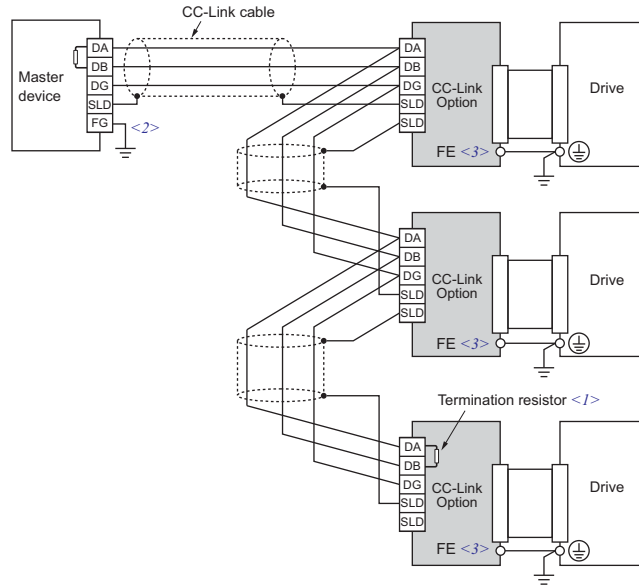 CC-Link cable
Master
device
DA
DB
DG
SLD
FG
<2>
DA
DB
DG
SLD
SLD
CC-Link
Option
FE <3>
Drive
DA
DB
DG
SLD
SLD
CC-Link
Option
FE <3>
Drive
Termination resistor <1>
DA
DB
DG
SLD
SLD
CC-Link
Option
FE <3>
Drive